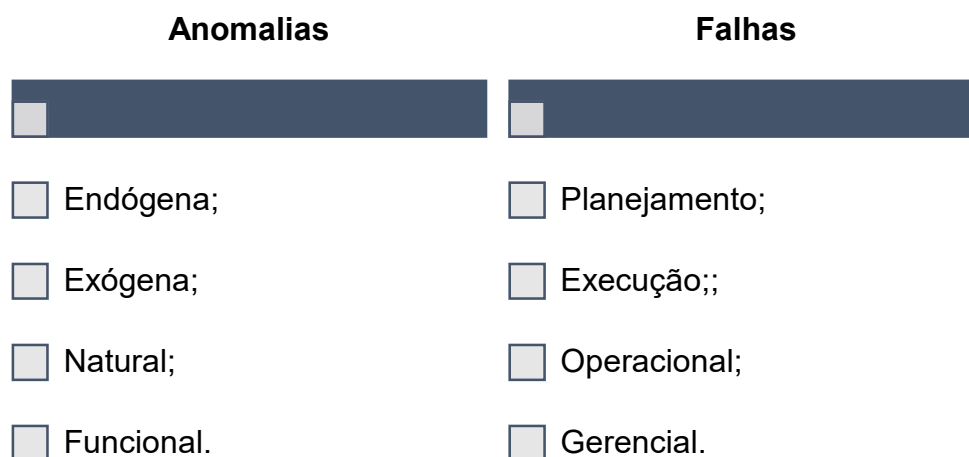 Anomalias
Endógena;
Exógena;
Natural;
Funcional.
Falhas
Planejamento;
Execução;;
Operacional;
Gerencial.